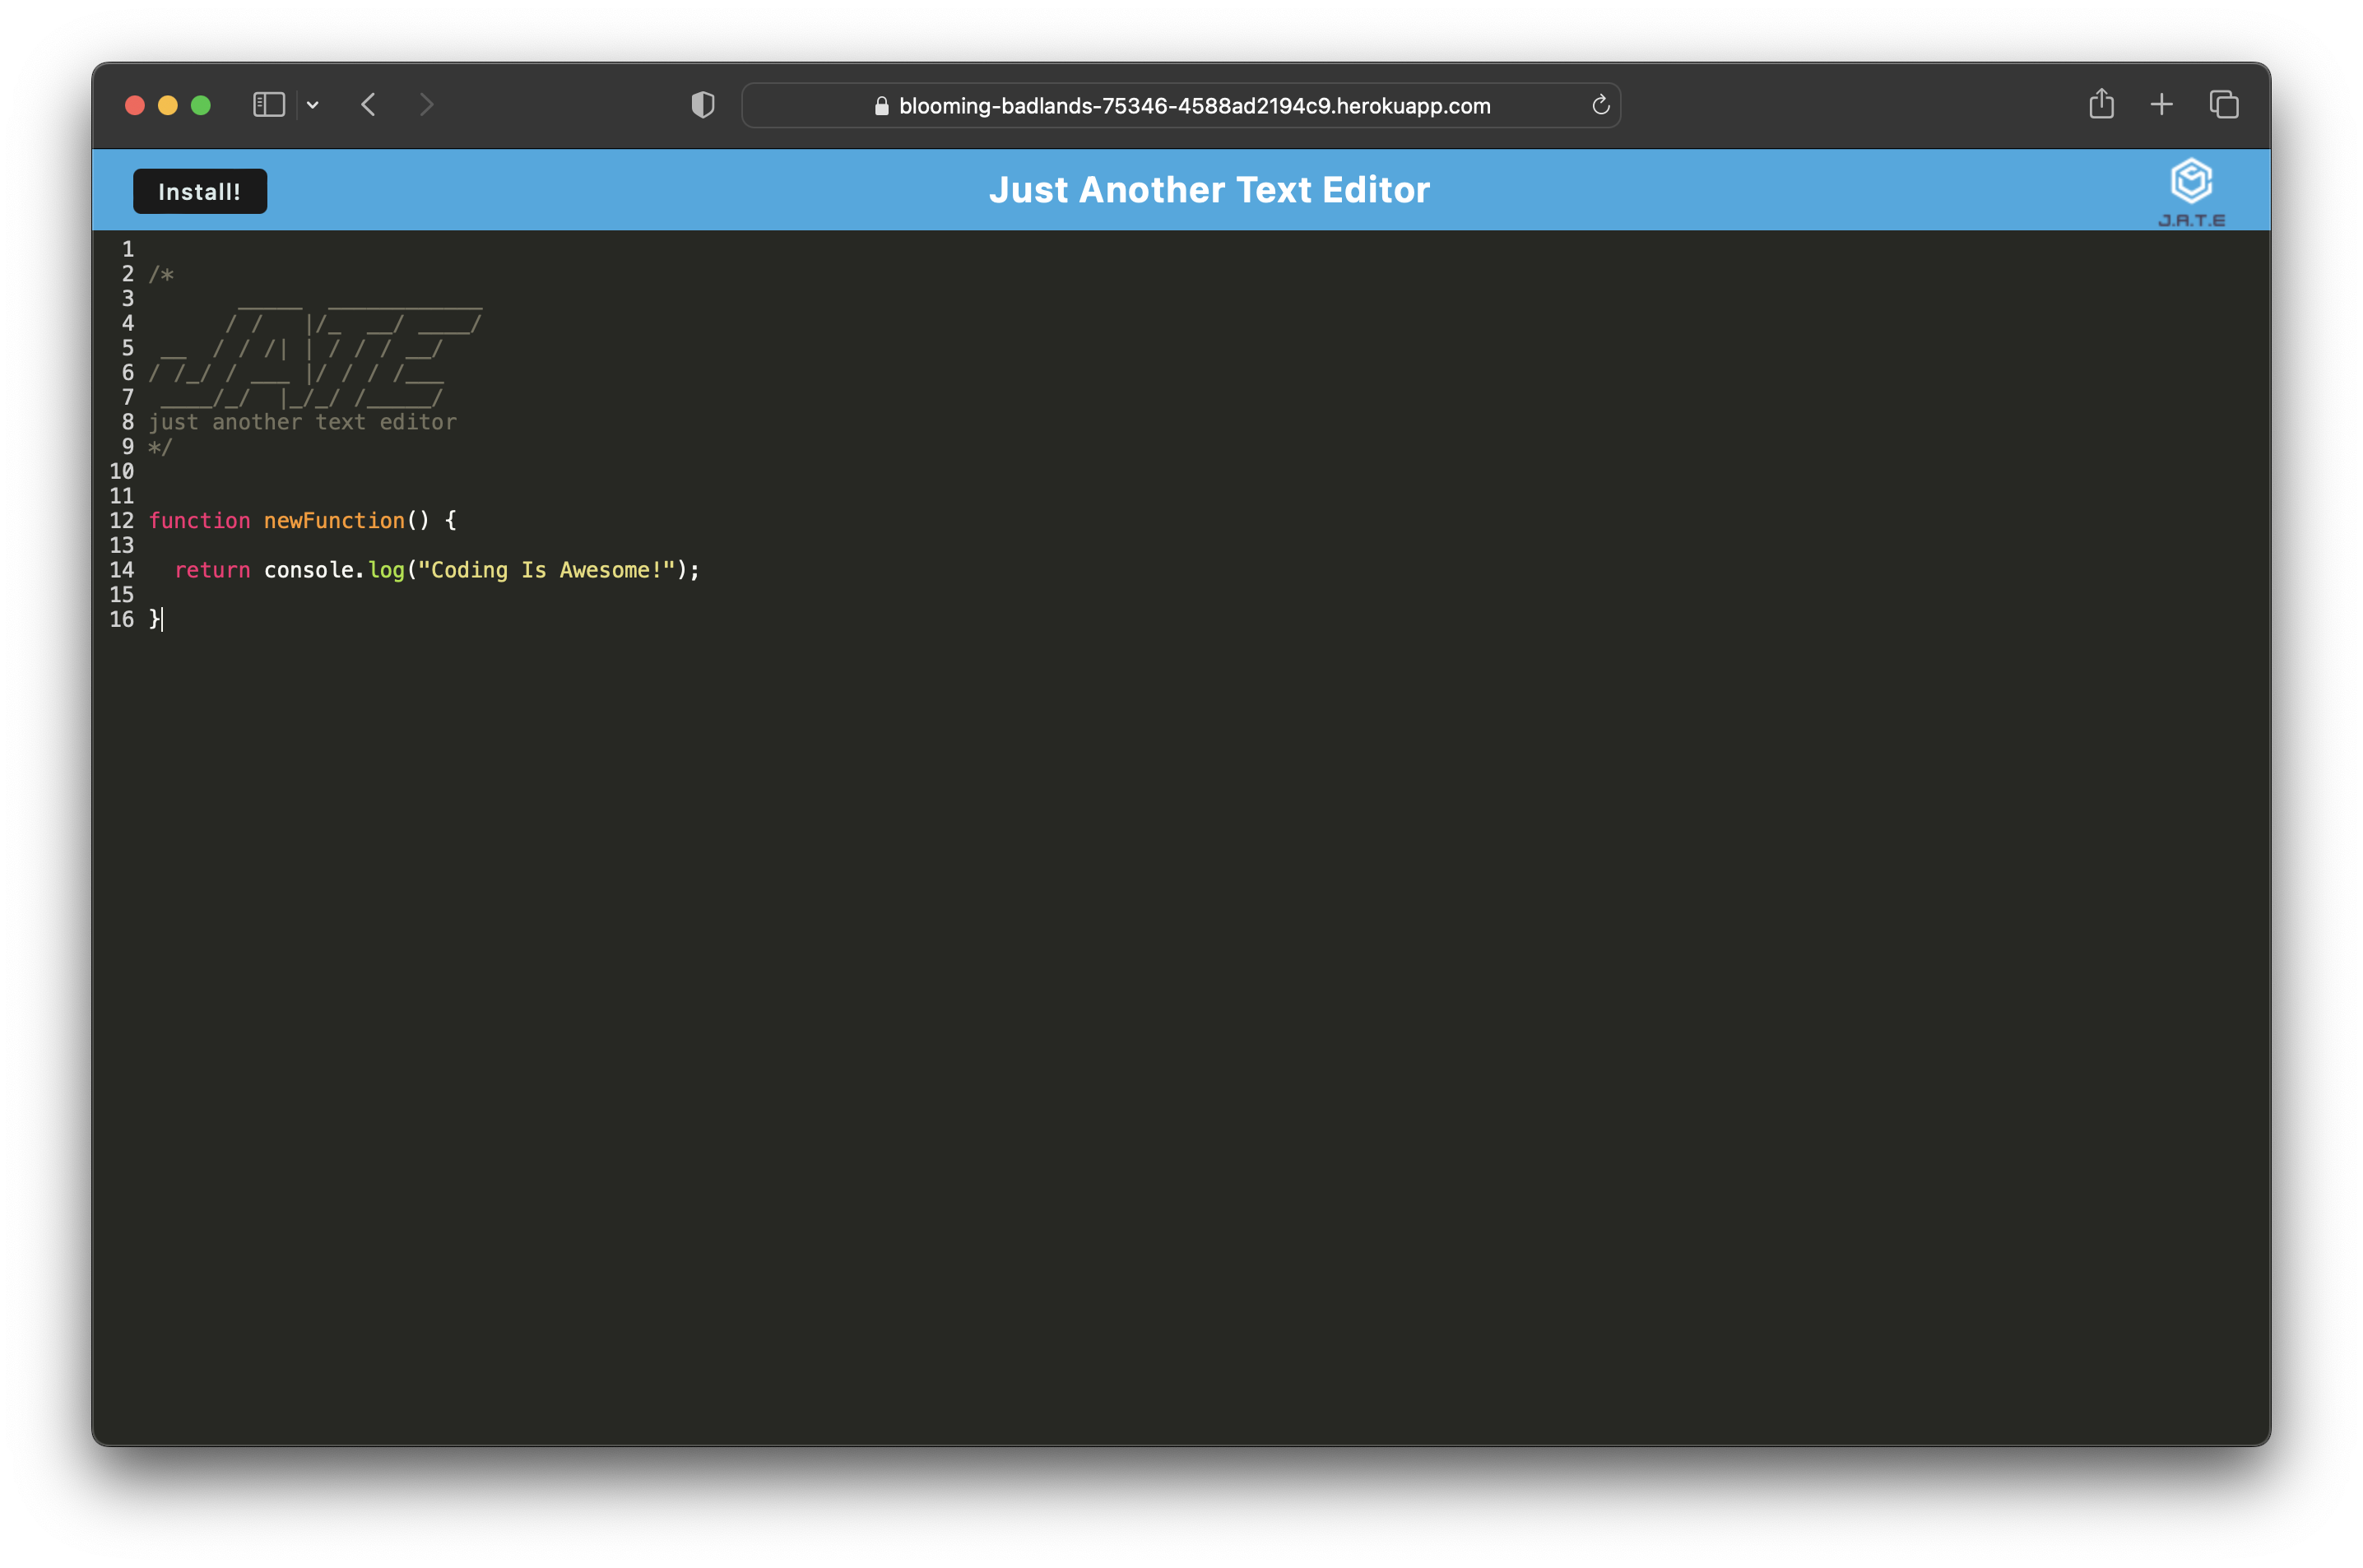 blooming-badlands-75346-4588ad2194c9.herokuapp.com
Install!
Just Another Text Editor
J.A.T.E
1
2 /*
3        _____  ____________
4       / /   |/_  __/ ____/
5  __  / / /| | / / / __/
6 / /_/ / ___ |/ / / /___
7  ____/_/  |_/_/ /_____/
8 just another text editor
9 */
10
11
12 function newFunction() {
13
14   return console.log("Coding Is Awesome!");
15
16 }